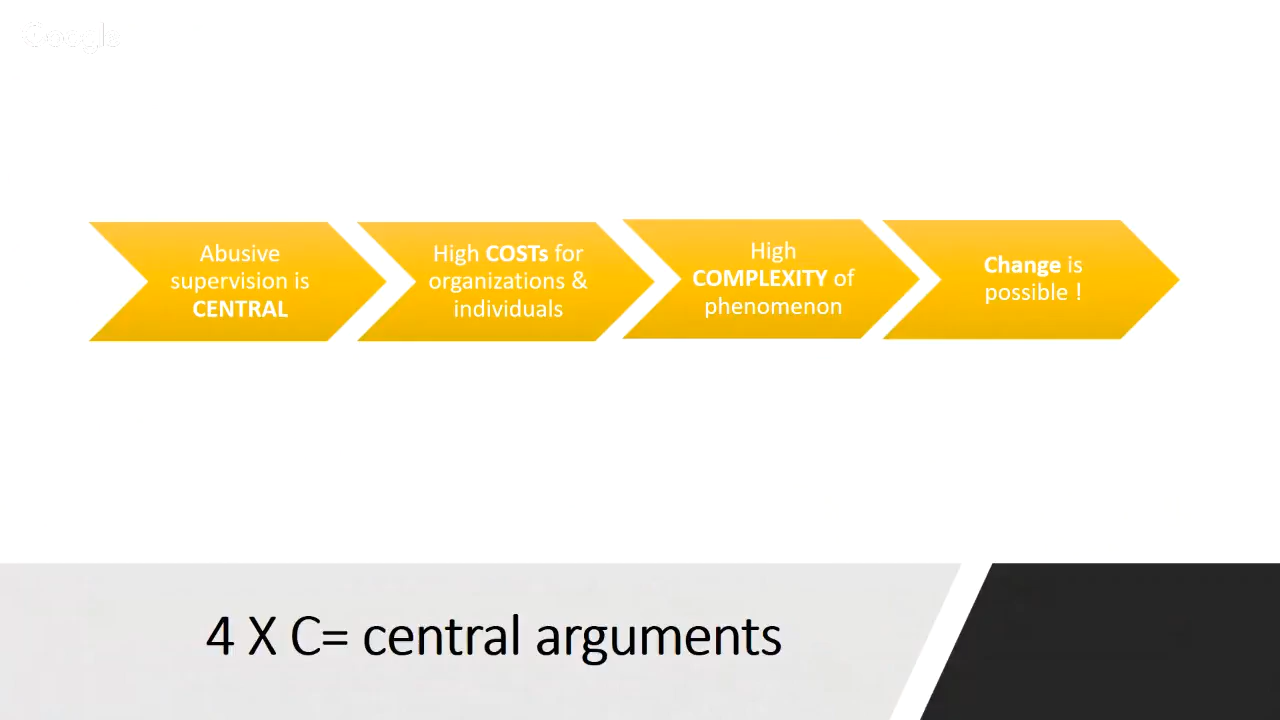 Google
Abusive
supervision is
CENTRAL
High COSTs for
organizations &
individuals
High
COMPLEXITY of
phenomenon
Change is
possible !
4 X C= central arguments